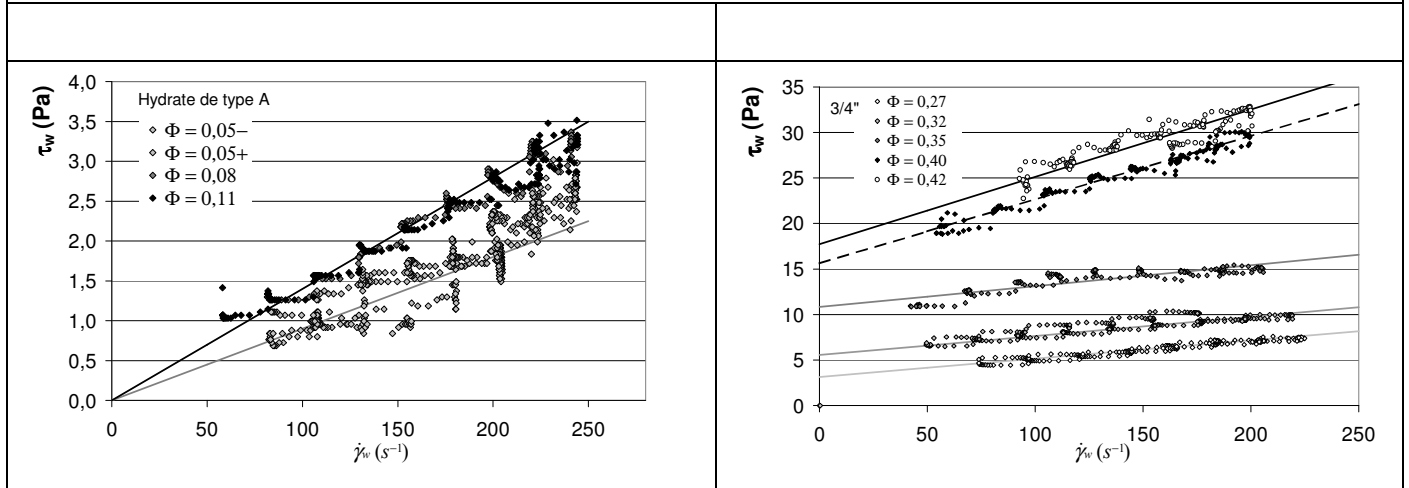 τw (Pa)
4,0
3,5
3,0
2,5
2,0
1,5
1,0
0,5
0,0
Hydrate de type A
Φ = 0,05−
Φ = 0,05+
Φ = 0,08
Φ = 0,11
0 50 100 150 200 250
γ̇w (s⁻¹)
τw (Pa)
35
30
25
20
15
10
5
0
3/4"
Φ = 0,27
Φ = 0,32
Φ = 0,35
Φ = 0,40
Φ = 0,42
0 50 100 150 200 250
γ̇w (s⁻¹)